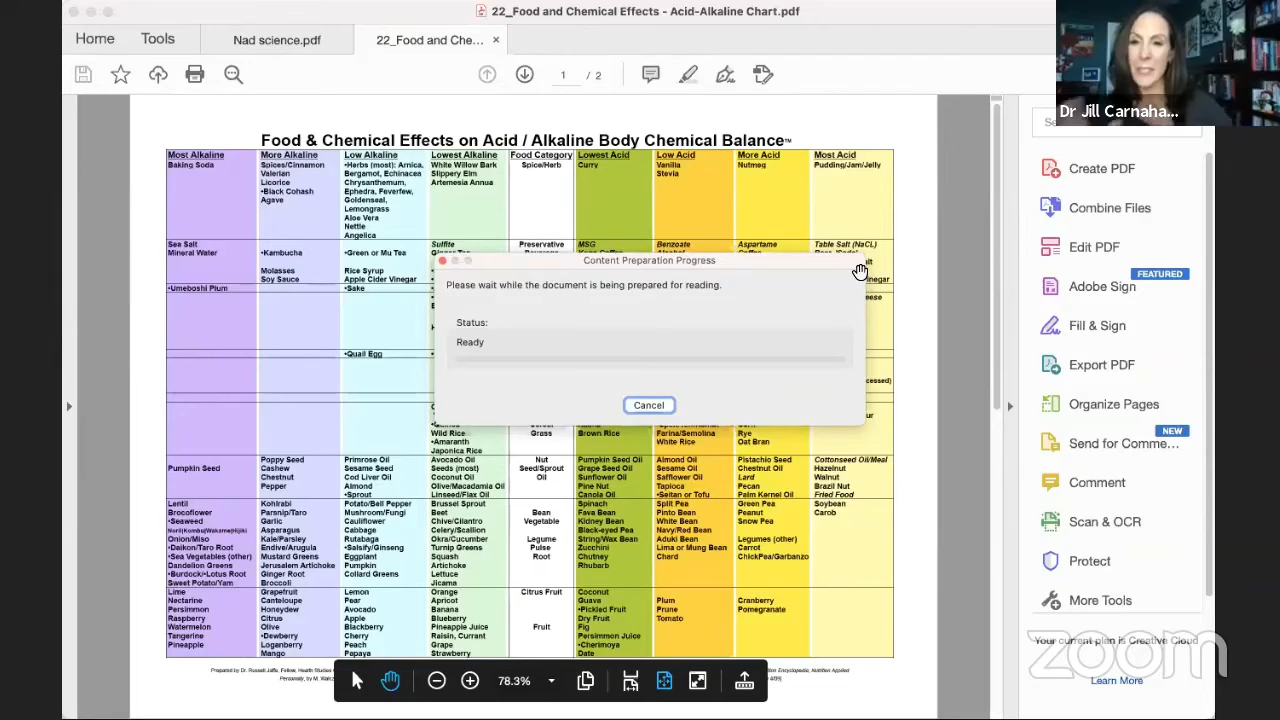 22_Food and Chemical Effects - Acid-Alkaline Chart.pdf
Home
Tools
Nad science.pdf
22_Food and Che... ×
1 / 2
Dr Jill Carnaha...
Food & Chemical Effects on Acid / Alkaline Body Chemical Balance™
Most Alkaline
Baking Soda
Sea Salt
Mineral Water
•Umeboshi Plum
Pumpkin Seed
Lentil
Brocoflower
•Seaweed
Onion/Miso
•Daikon/Taro Root
•Sea Vegetables (other)
Dandelion Greens
•Burdock/•Lotus Root
Sweet Potato/Yam
Lime
Nectarine
Persimmon
Raspberry
Watermelon
Tangerine
Pineapple
More Alkaline
Spices/Cinnamon
Valerian
Licorice
•Black Cohash
Agave
•Kambucha
Molasses
Soy Sauce
Poppy Seed
Cashew
Chestnut
Pepper
Kohlrabi
Parsnip/Taro
Garlic
Asparagus
Kale/Parsley
Endive/Arugula
Mustard Greens
Jerusalem Artichoke
Ginger Root
Broccoli
Grapefruit
Canteloupe
Honeydew
Citrus
Olive
•Dewberry
Loganberry
Mango
Low Alkaline
•Herbs (most): Arnica,
Bergamot, Echinacea
Chrysanthemum,
Ephedra, Feverfew,
Goldenseal,
Lemongrass
Aloe Vera
Nettle
Angelica
•Green or Mu Tea
Rice Syrup
Apple Cider Vinegar
•Sake
•Quail Egg
Primrose Oil
Sesame Seed
Cod Liver Oil
Almond
•Sprout
Potato/Bell Pepper
Mushroom/Fungi
Cauliflower
Cabbage
Rutabaga
•Salsify/Ginseng
Eggplant
Pumpkin
Collard Greens
Lemon
Pear
Avocado
Apple
Blackberry
Cherry
Peach
Papaya
Lowest Alkaline
White Willow Bark
Slippery Elm
Artemesia Annua
Sulfite
Wild Rice
•Amaranth
Japonica Rice
Avocado Oil
Seeds (most)
Coconut Oil
Olive/Macadamia Oil
Linseed/Flax Oil
Brussel Sprout
Beet
Chive/Cilantro
Celery/Scallion
Okra/Cucumber
Turnip Greens
Squash
Artichoke
Lettuce
Jicama
Orange
Apricot
Banana
Blueberry
Pineapple Juice
Raisin, Currant
Grape
Strawberry
Food Category
Spice/Herb
Preservative
Grass
Nut
Seed/Sprout
Oil
Bean
Vegetable
Legume
Pulse
Root
Citrus Fruit
Fruit
Lowest Acid
Curry
MSG
Brown Rice
Pumpkin Seed Oil
Grape Seed Oil
Sunflower Oil
Pine Nut
Canola Oil
Spinach
Fava Bean
Kidney Bean
Black-eyed Pea
String/Wax Bean
Zucchini
Chutney
Rhubarb
Coconut
Guava
•Pickled Fruit
Dry Fruit
Fig
Persimmon Juice
•Cherimoya
Date
Low Acid
Vanilla
Stevia
Benzoate
Farina/Semolina
White Rice
Almond Oil
Sesame Oil
Safflower Oil
Tapioca
•Seitan or Tofu
Split Pea
Pinto Bean
White Bean
Navy/Red Bean
Aduki Bean
Lima or Mung Bean
Chard
Plum
Prune
Tomato
More Acid
Nutmeg
Aspartame
Rye
Oat Bran
Pistachio Seed
Chestnut Oil
Lard
Pecan
Palm Kernel Oil
Green Pea
Peanut
Snow Pea
Legumes (other)
Carrot
ChickPea/Garbanzo
Cranberry
Pomegranate
Most Acid
Pudding/Jam/Jelly
Table Salt (NaCL)
Cottonseed Oil/Meal
Hazelnut
Walnut
Brazil Nut
Fried Food
Soybean
Carob
Content Preparation Progress
Please wait while the document is being prepared for reading.
Status:
Ready
Cancel
78.3%
Create PDF
Combine Files
Edit PDF
FEATURED
Adobe Sign
Fill & Sign
Export PDF
Organize Pages
NEW
Send for Comme...
Comment
Scan & OCR
Protect
More Tools
Your current plan is Creative Cloud
Learn More
zoom